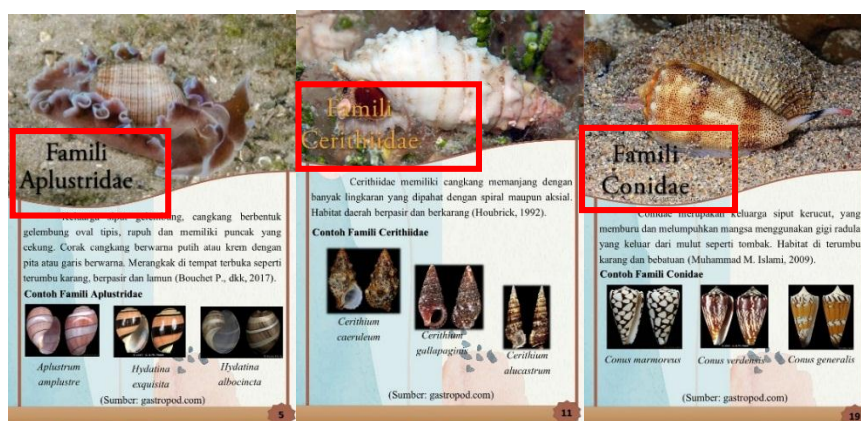 Famili
Aplustridae
Keluarga siput gelembung, cangkang berbentuk
gelembung oval tipis, rapuh dan memiliki puncak yang
cekung. Corak cangkang berwarna putih atau krem dengan
pita atau garis berwarna. Merangkak di tempat terbuka seperti
terumbu karang, berpasir dan lamun (Bouchet P., dkk, 2017).
Contoh Famili Aplustridae
Aplustrum
amplustre
Hydatina
exquisita
Hydatina
albocincta
(Sumber: gastropod.com)
5
Famili
Cerithiidae
Cerithiidae memiliki cangkang memanjang dengan
banyak lingkaran yang dipahat dengan spiral maupun aksial.
Habitat daerah berpasir dan berkarang (Houbrick, 1992).
Contoh Famili Cerithiidae
Cerithium
caeruleum
Cerithium
gallapaginis
Cerithium
alucastrum
(Sumber: gastropod.com)
11
Famili
Conidae
Conidae merupakan keluarga siput kerucut, yang
memburu dan melumpuhkan mangsa menggunakan gigi radula
yang keluar dari mulut seperti tombak. Habitat di terumbu
karang dan bebatuan (Muhammad M. Islami, 2009).
Contoh Famili Conidae
Conus marmoreus
Conus verdensis
Conus generalis
(Sumber: gastropod.com)
19